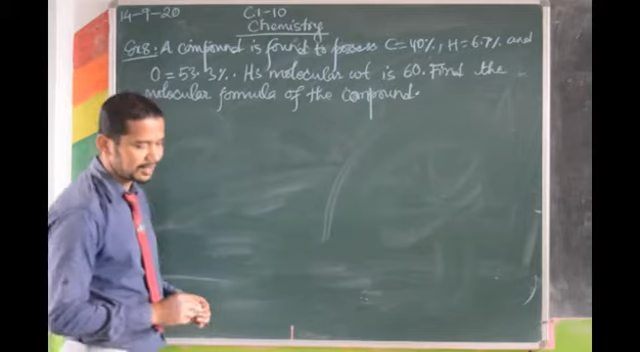 14-9-20
C1-10
Chemistry
Ex8: A compound is found to possess C=40%, H=6.7% and
O=53.3%. Its molecular wt is 60. Find the
molecular formula of the compound.